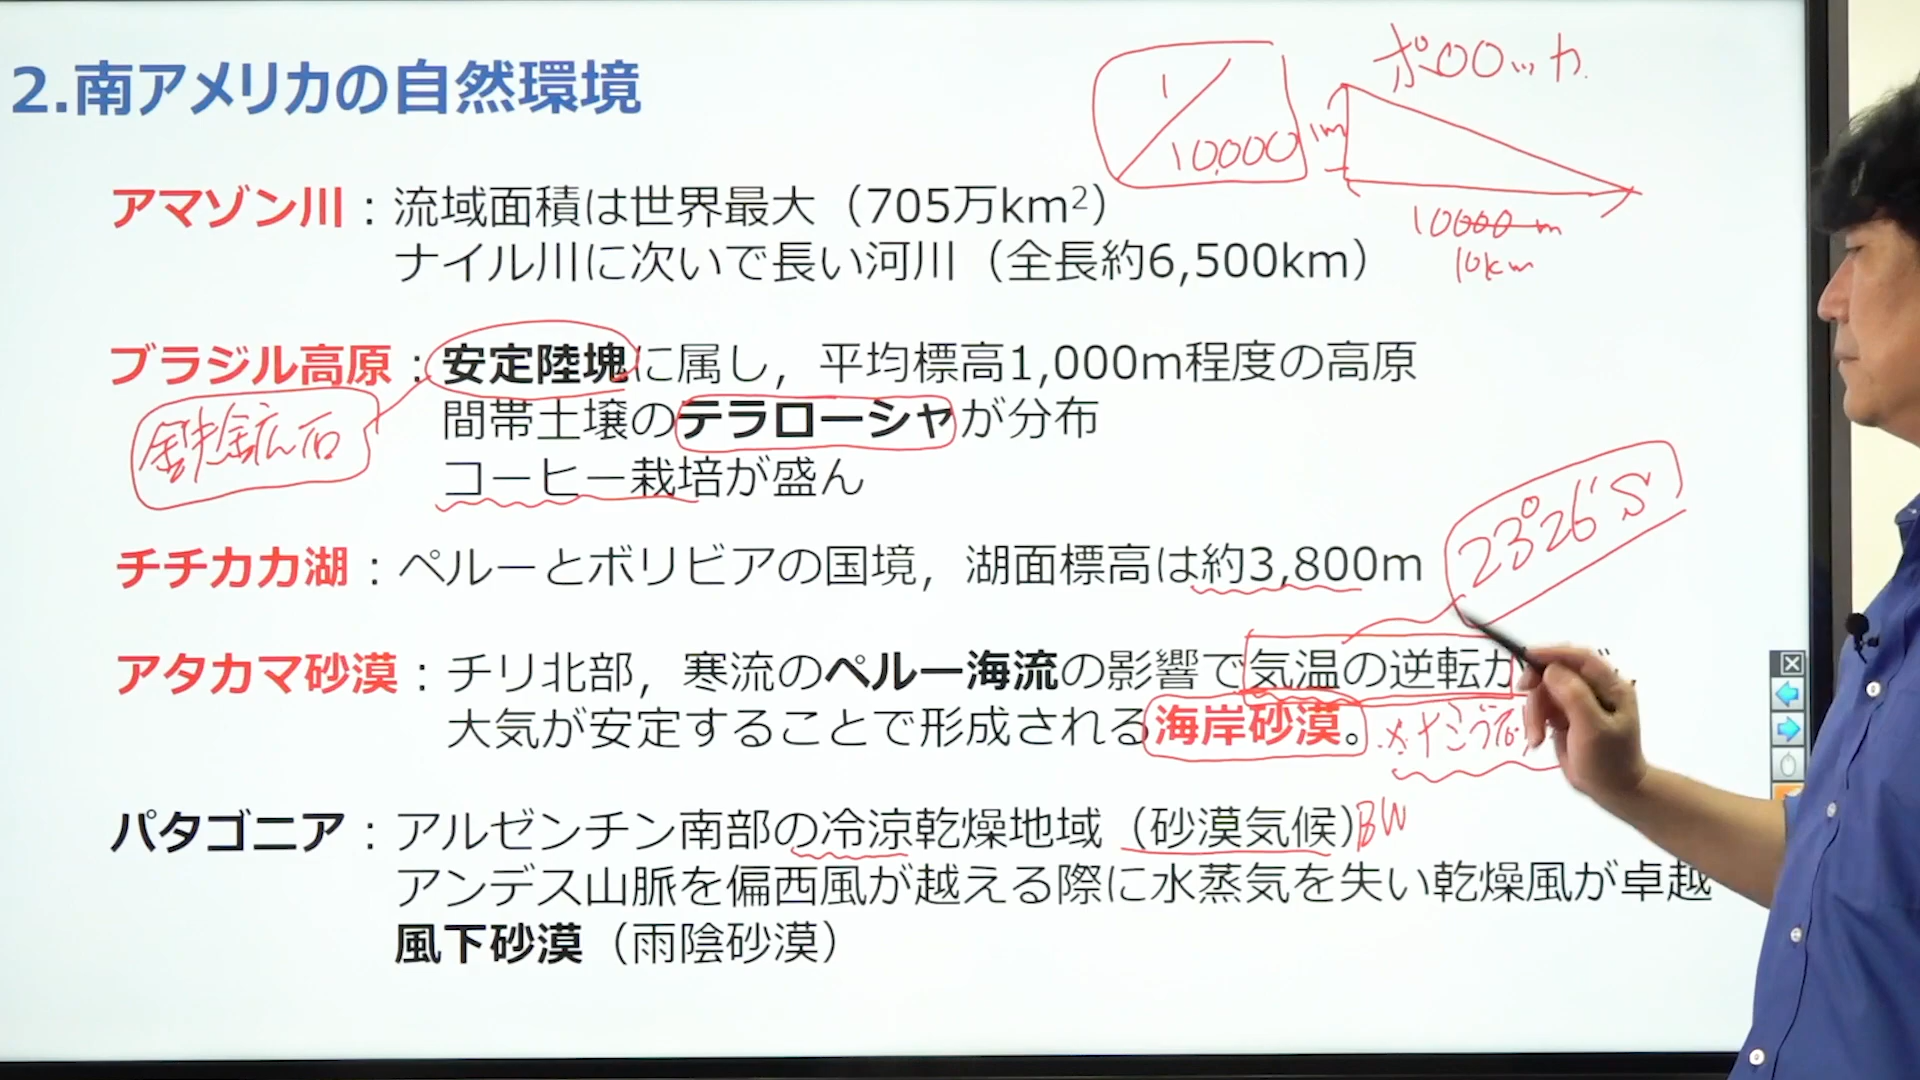 2.南アメリカの自然環境
1/10,000
ポロロッカ
1m
10000m
10km
アマゾン川：流域面積は世界最大（705万km²）
ナイル川に次いで長い河川（全長約6,500km）
ブラジル高原：安定陸塊に属し，平均標高1,000m程度の高原
鉄鉱石
間帯土壌のテラローシャが分布
コーヒー栽培が盛ん
23°26′S
チチカカ湖：ペルーとボリビアの国境，湖面標高は約3,800m
アタカマ砂漠：チリ北部，寒流のペルー海流の影響で気温の逆転が
大気が安定することで形成される海岸砂漠。
パタゴニア：アルゼンチン南部の冷涼乾燥地域（砂漠気候）BW
アンデス山脈を偏西風が越える際に水蒸気を失い乾燥風が卓越
風下砂漠（雨陰砂漠）